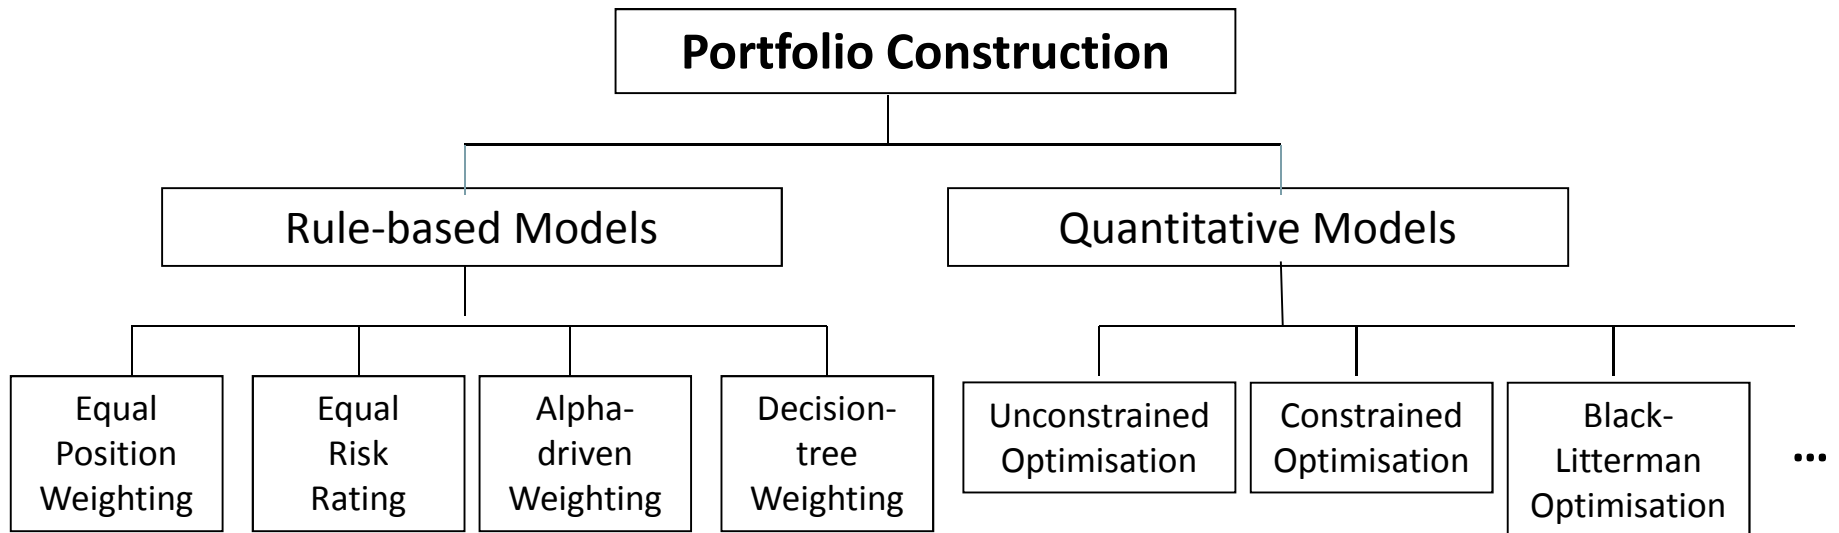 Portfolio Construction
Rule-based Models
Quantitative Models
Equal
Position
Weighting
Equal
Risk
Rating
Alpha-
driven
Weighting
Decision-
tree
Weighting
Unconstrained
Optimisation
Constrained
Optimisation
Black-
Litterman
Optimisation
...